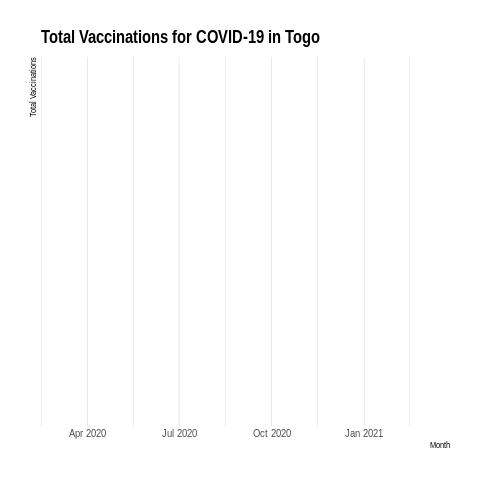 Total Vaccinations for COVID-19 in Togo
Total Vaccinations
Apr 2020
Jul 2020
Oct 2020
Jan 2021
Month